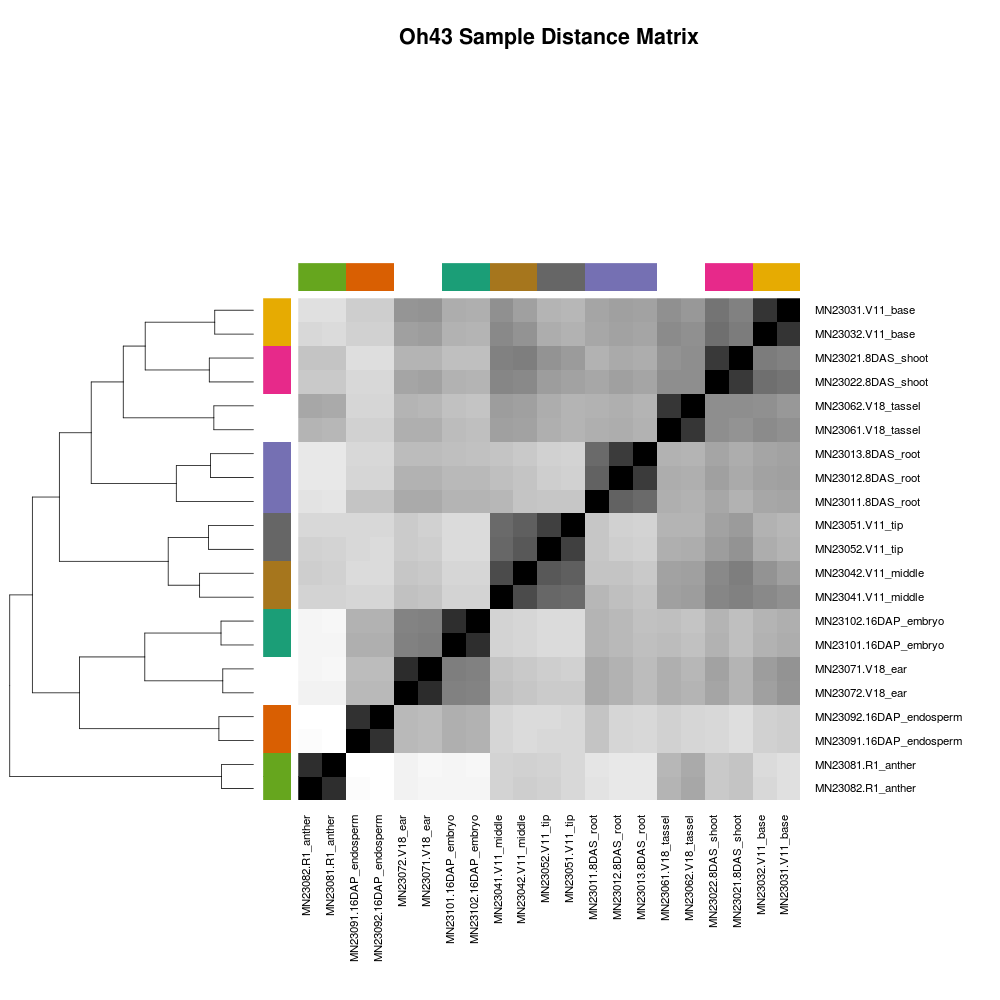 Oh43 Sample Distance Matrix
MN23031.V11_base
MN23032.V11_base
MN23021.8DAS_shoot
MN23022.8DAS_shoot
MN23062.V18_tassel
MN23061.V18_tassel
MN23013.8DAS_root
MN23012.8DAS_root
MN23011.8DAS_root
MN23051.V11_tip
MN23052.V11_tip
MN23042.V11_middle
MN23041.V11_middle
MN23102.16DAP_embryo
MN23101.16DAP_embryo
MN23071.V18_ear
MN23072.V18_ear
MN23092.16DAP_endosperm
MN23091.16DAP_endosperm
MN23081.R1_anther
MN23082.R1_anther
MN23082.R1_anther
MN23081.R1_anther
MN23091.16DAP_endosperm
MN23092.16DAP_endosperm
MN23072.V18_ear
MN23071.V18_ear
MN23101.16DAP_embryo
MN23102.16DAP_embryo
MN23041.V11_middle
MN23042.V11_middle
MN23052.V11_tip
MN23051.V11_tip
MN23011.8DAS_root
MN23012.8DAS_root
MN23013.8DAS_root
MN23061.V18_tassel
MN23062.V18_tassel
MN23022.8DAS_shoot
MN23021.8DAS_shoot
MN23032.V11_base
MN23031.V11_base